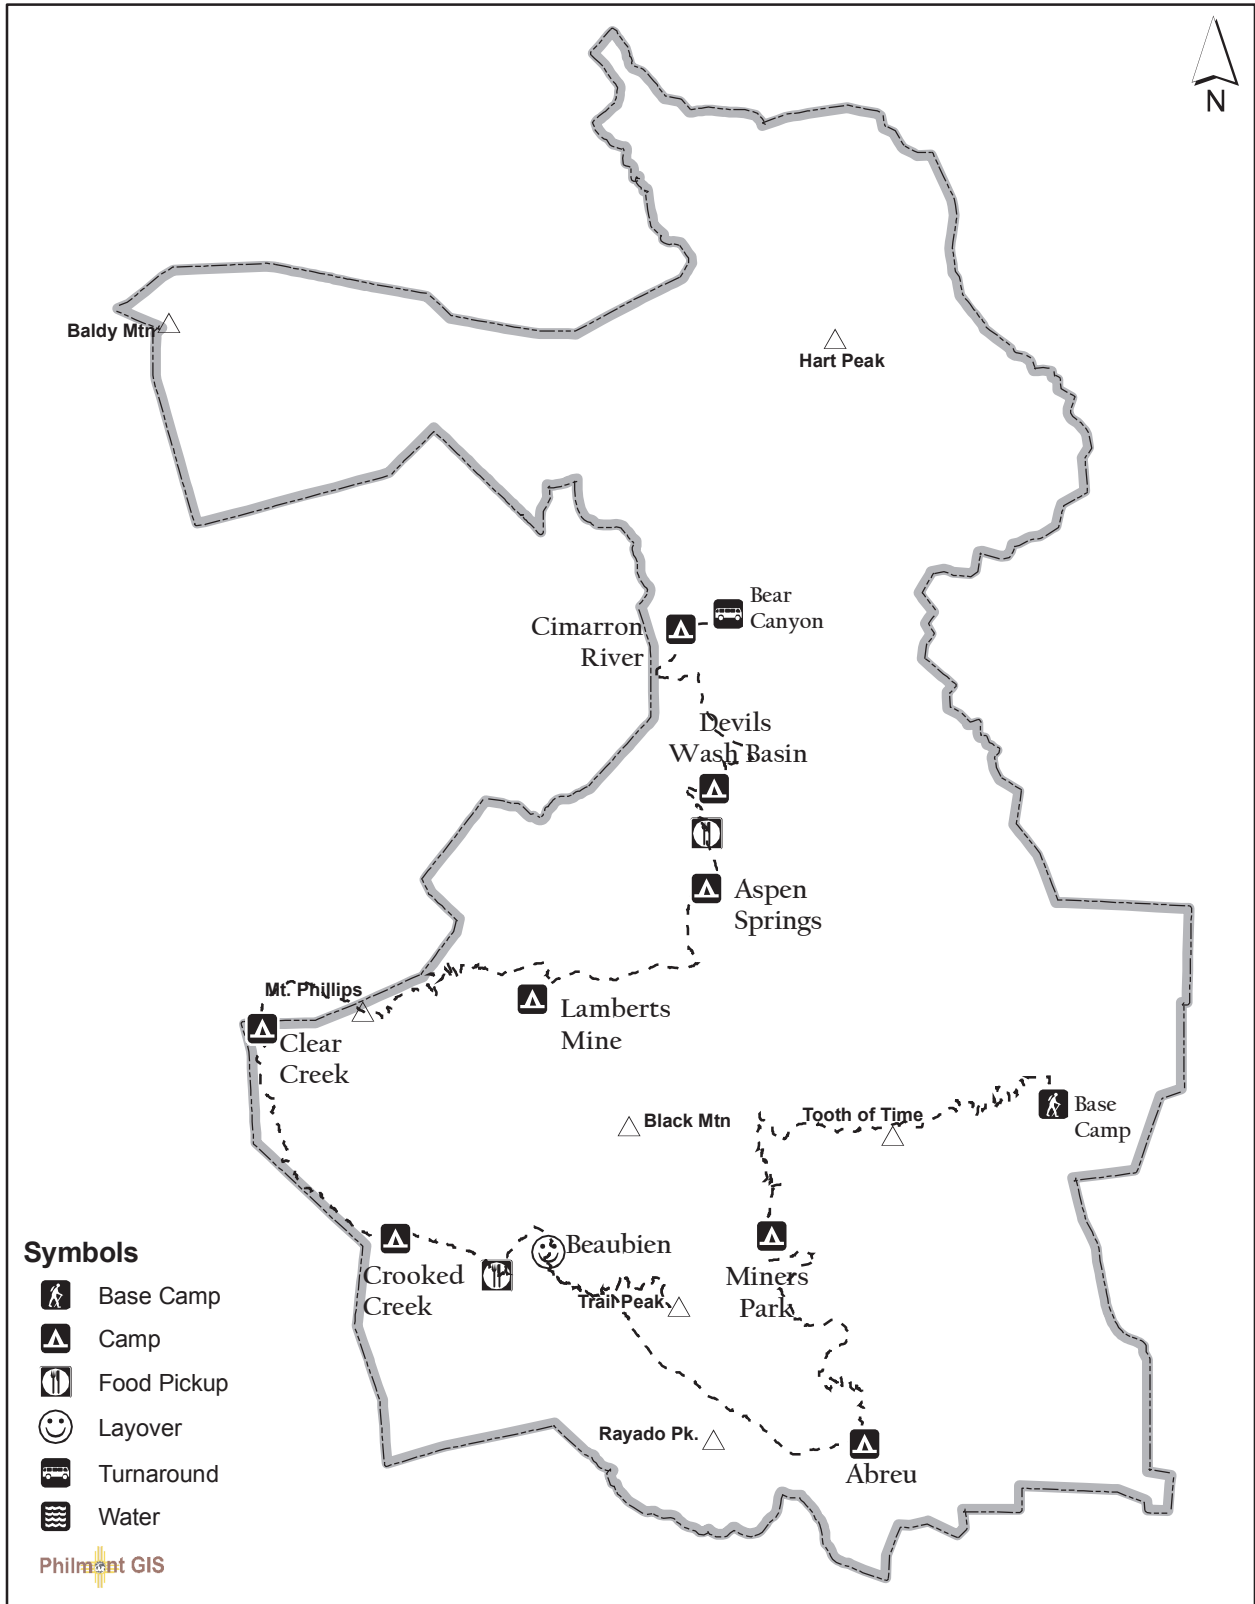 N
Baldy Mtn
Hart Peak
Bear
Canyon
Cimarron
River
Devils
Wash Basin
Aspen
Springs
Mt. Phillips
Lamberts
Mine
Clear
Creek
Black Mtn
Tooth of Time
Base
Camp
Beaubien
Crooked
Creek
Trail Peak
Miners
Park
Rayado Pk.
Abreu
Symbols
Base Camp
Camp
Food Pickup
Layover
Turnaround
Water
Philmont GIS